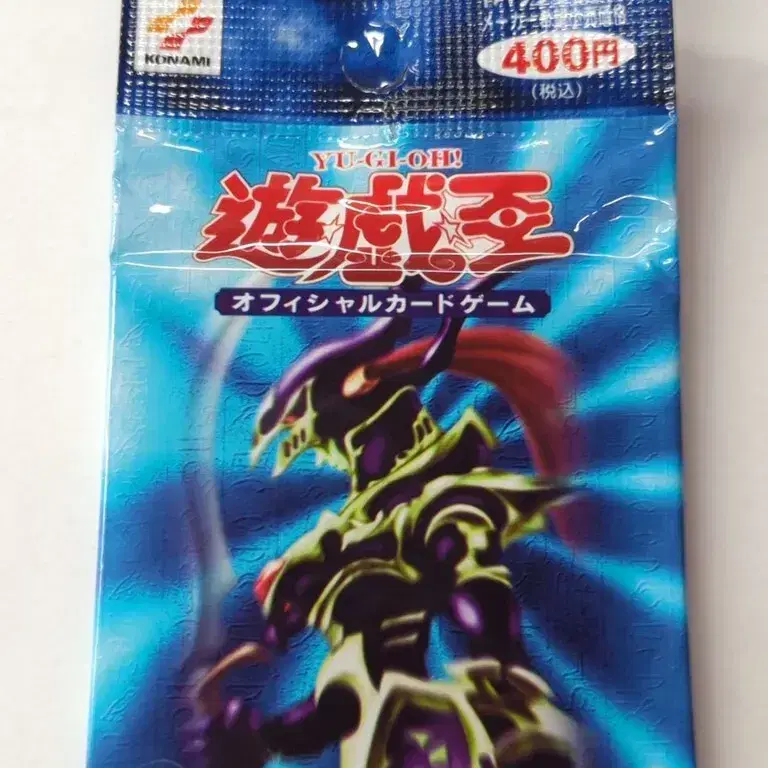 KONAMI
400円
(税込)
YU-GI-OH!
遊☆戯☆王
オフィシャルカードゲーム